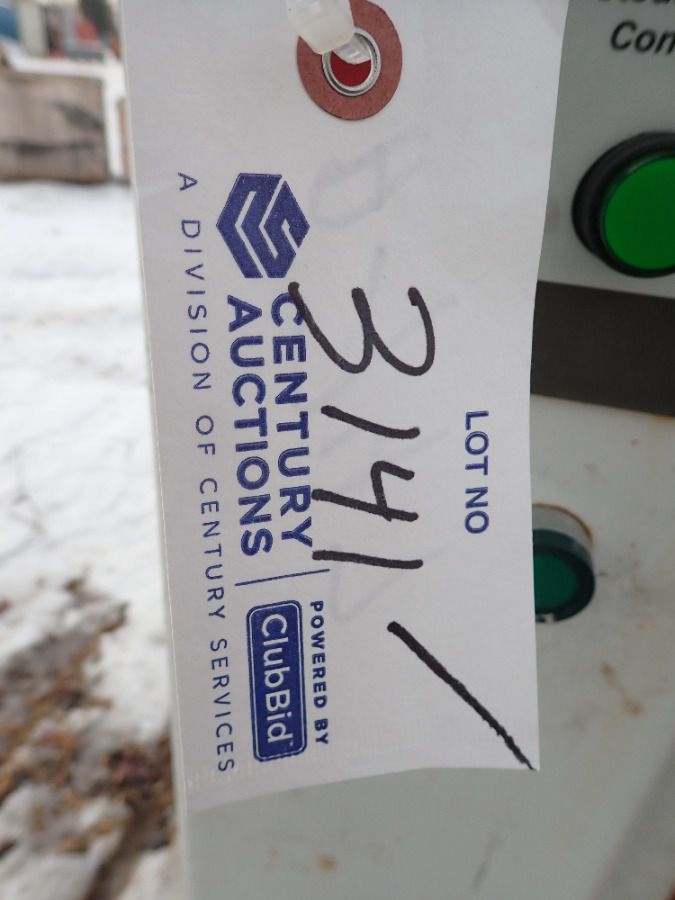 LOT NO
3141 /
CENTURY
AUCTIONS
POWERED BY
ClubBid
A DIVISION OF CENTURY SERVICES
Con